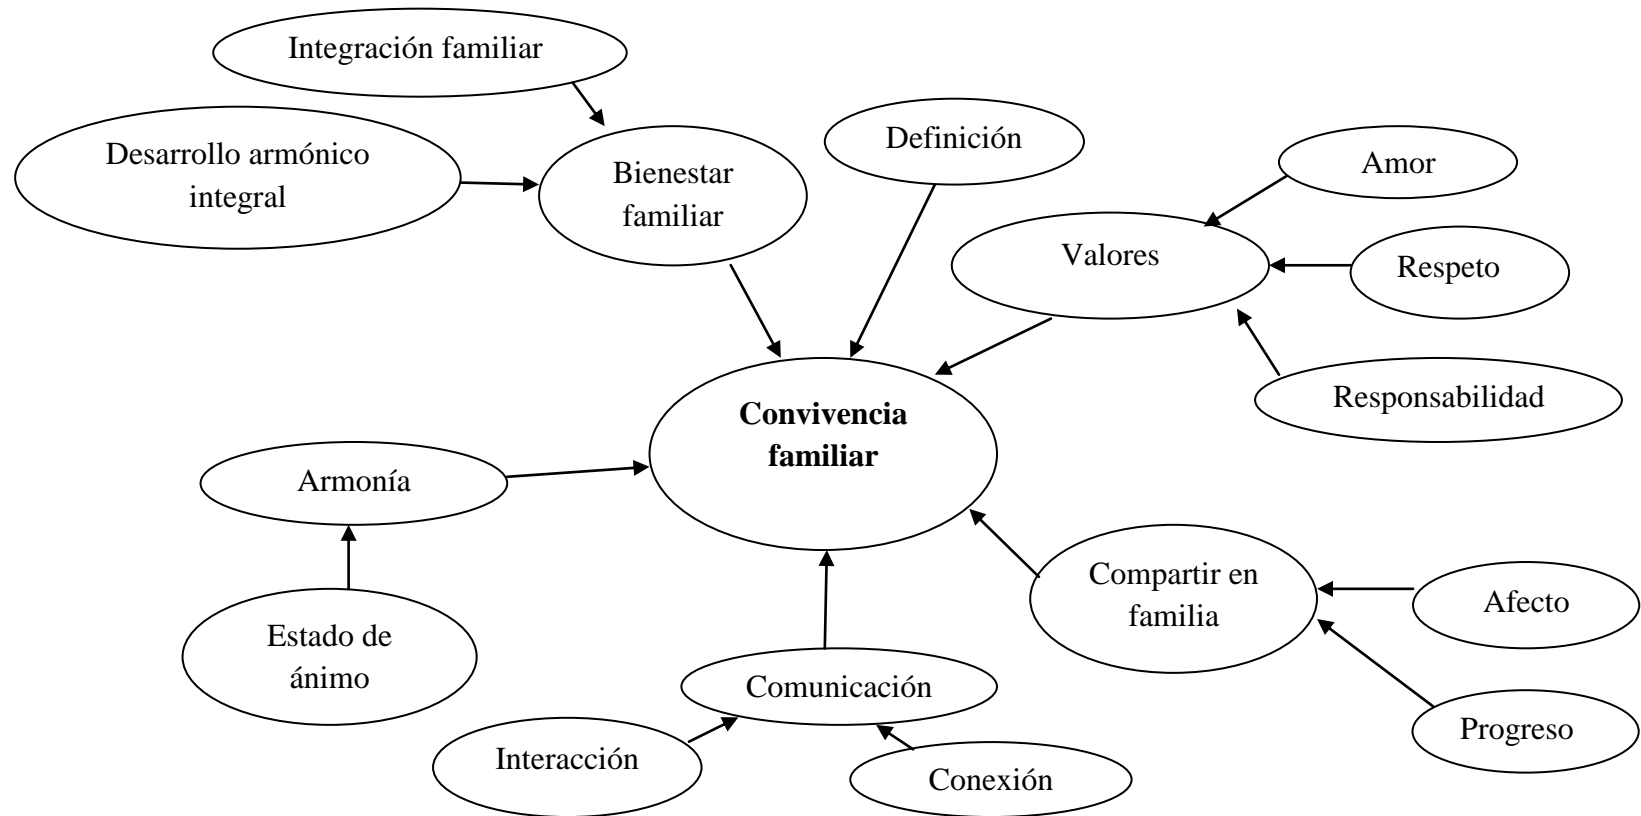 Integración familiar
Desarrollo armónico
integral
Bienestar
familiar
Definición
Amor
Valores
Respeto
Responsabilidad
Convivencia
familiar
Armonía
Estado de
ánimo
Compartir en
familia
Afecto
Progreso
Comunicación
Interacción
Conexión